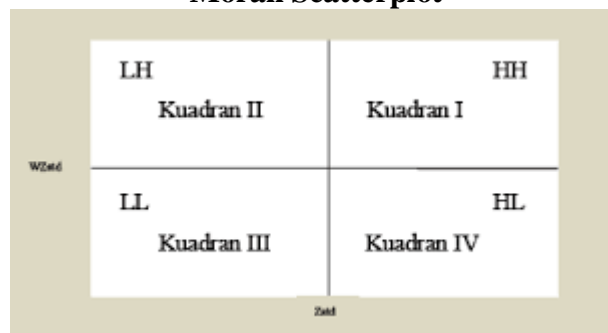 Moran Scatterplot
LH HH
Kuadran II Kuadran I
WZstd
LL HL
Kuadran III Kuadran IV
Zstd